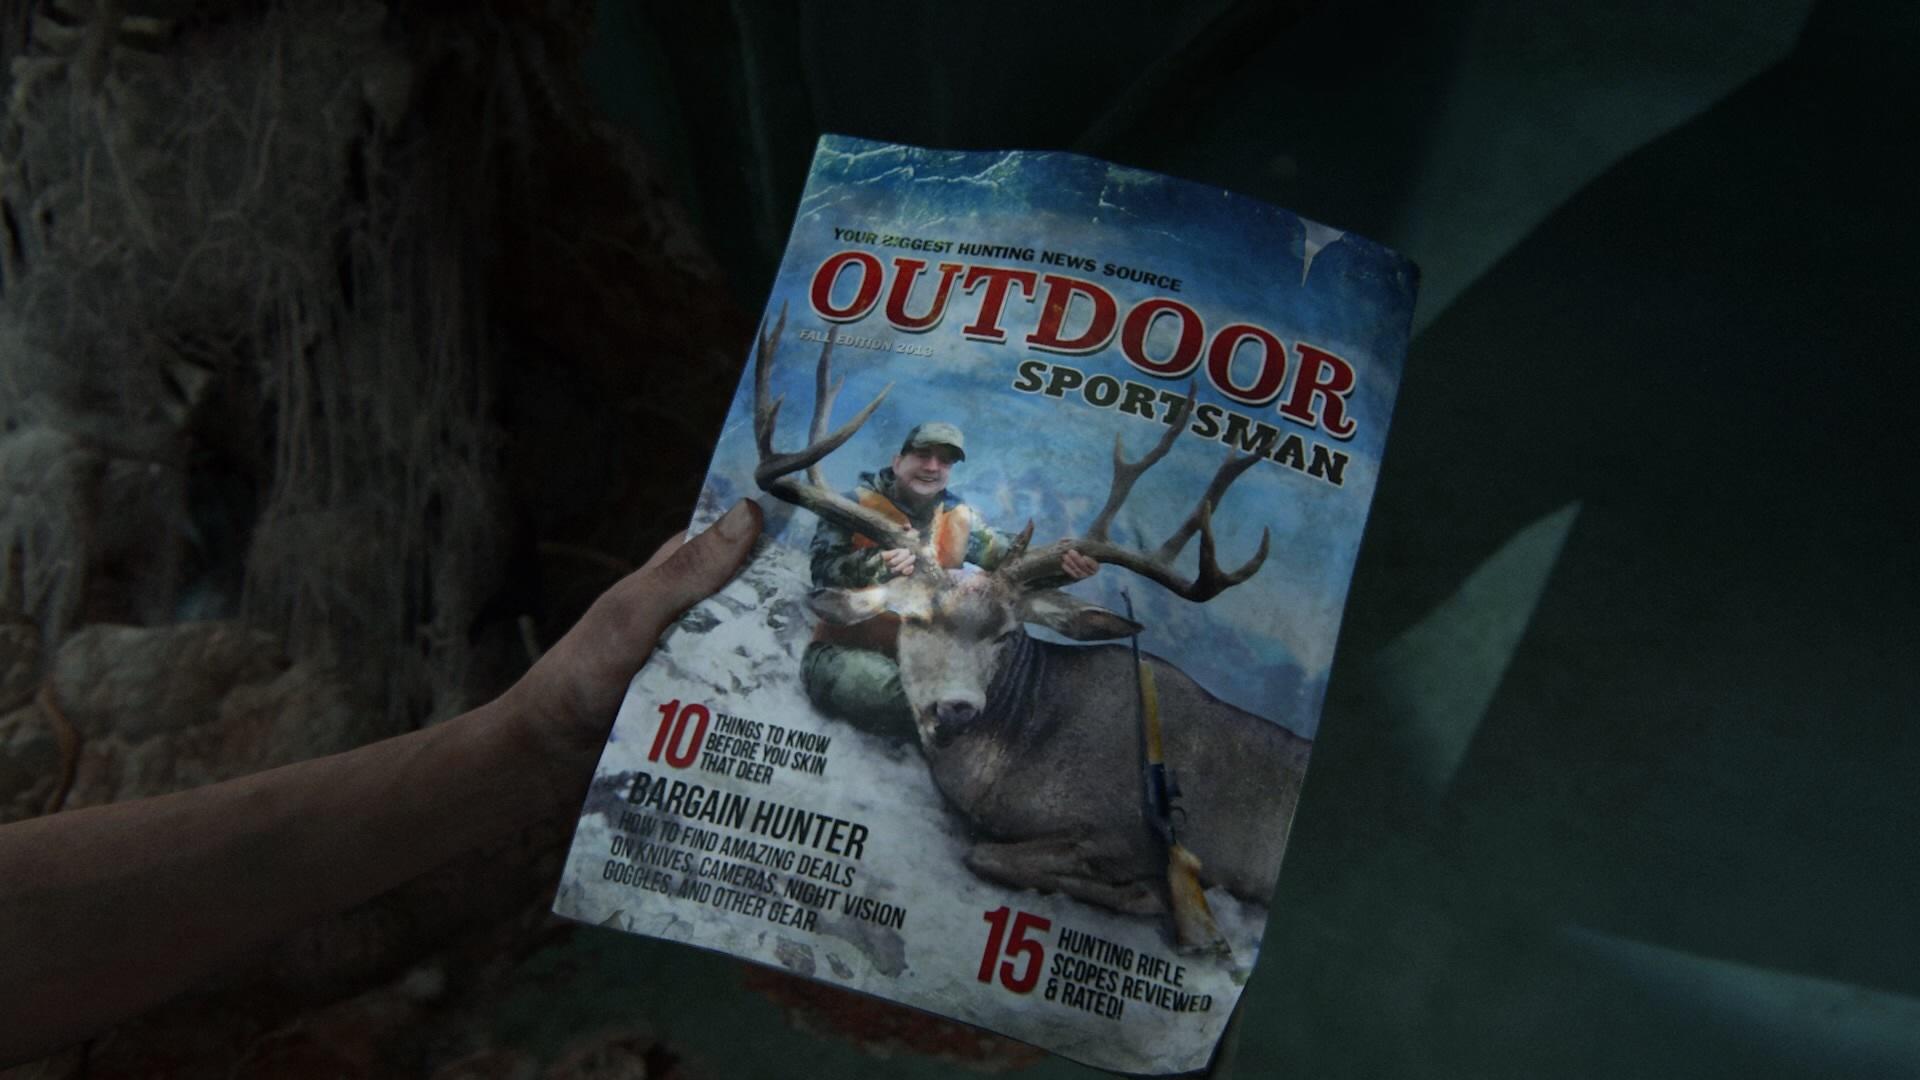 YOUR BIGGEST HUNTING NEWS SOURCE
OUTDOOR
FALL EDITION 2013
SPORTSMAN
10 THINGS TO KNOW
BEFORE YOU SKIN
THAT DEER
BARGAIN HUNTER
HOW TO FIND AMAZING DEALS
ON KNIVES, CAMERAS, NIGHT VISION
GOGGLES, AND OTHER GEAR
15 HUNTING RIFLE
SCOPES REVIEWED
& RATED!